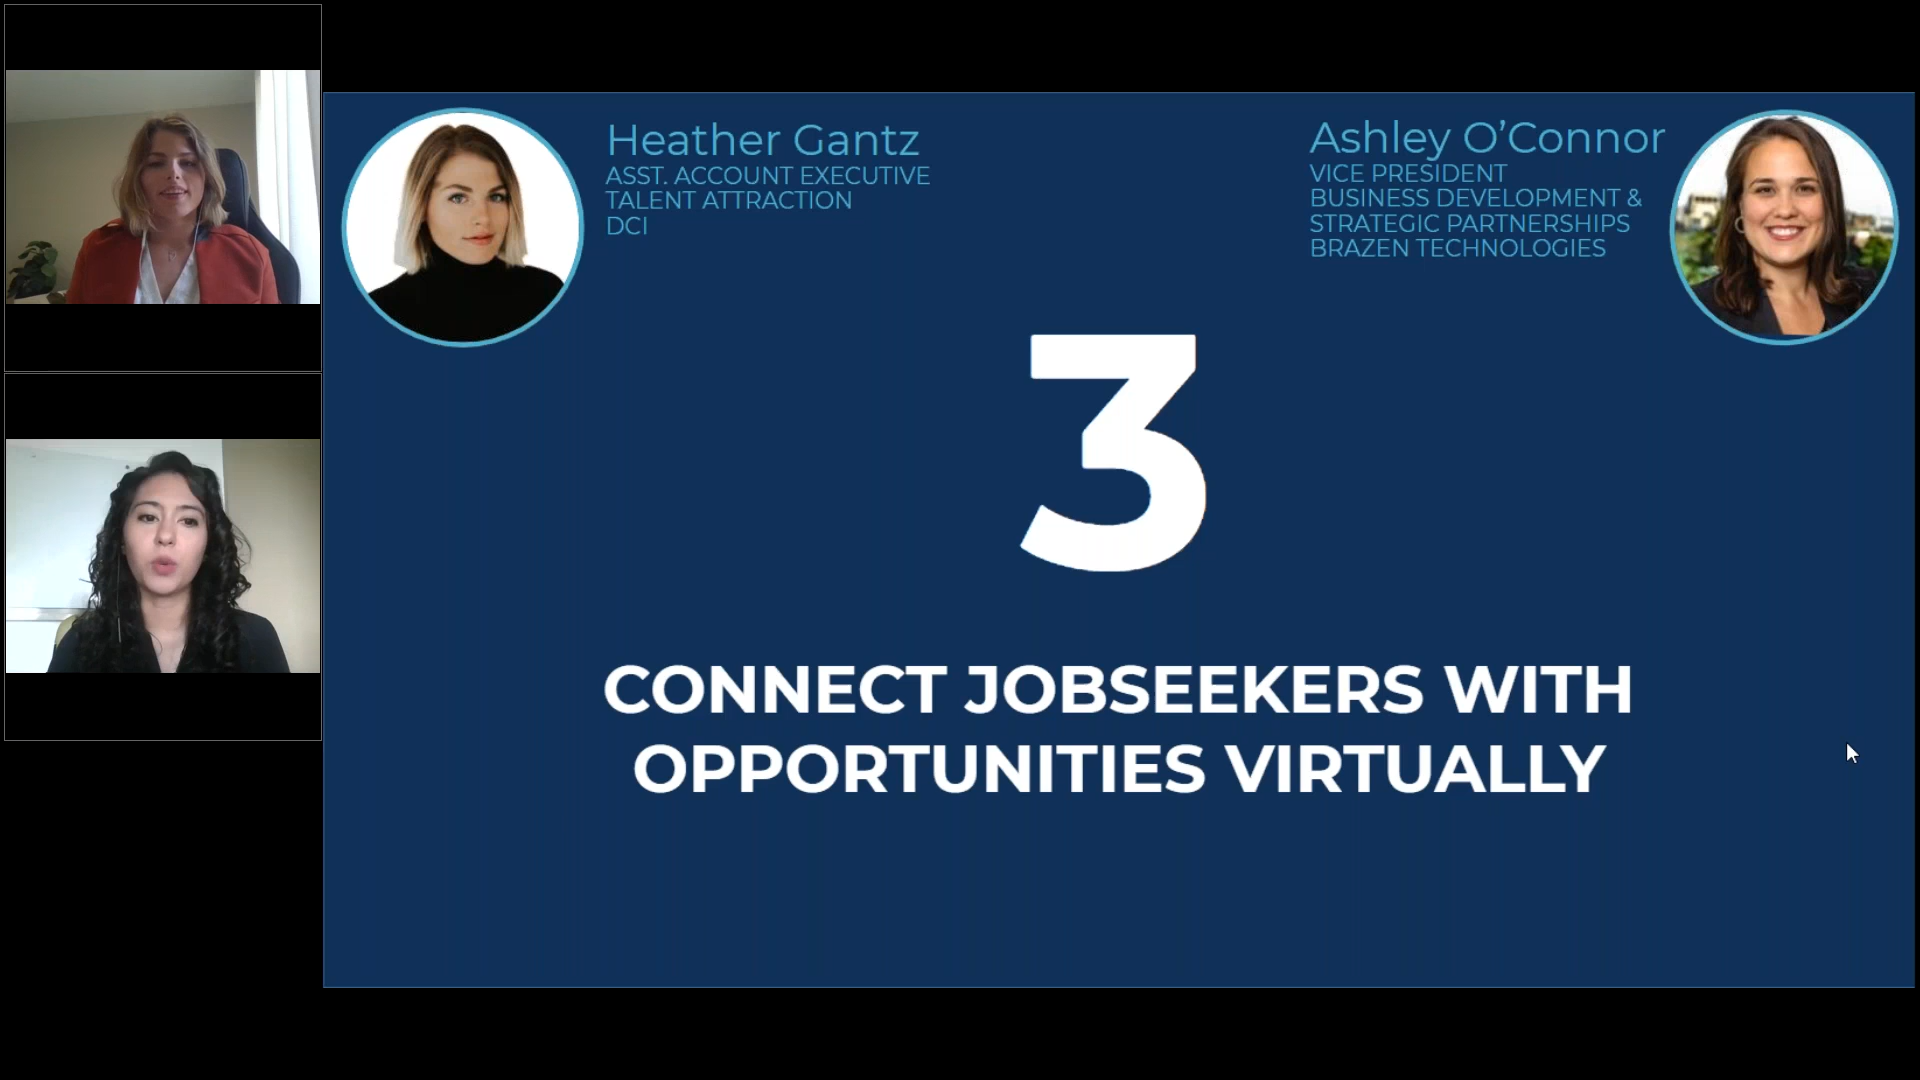 Heather Gantz
ASST. ACCOUNT EXECUTIVE
TALENT ATTRACTION
DCI
Ashley O’Connor
VICE PRESIDENT
BUSINESS DEVELOPMENT &
STRATEGIC PARTNERSHIPS
BRAZEN TECHNOLOGIES
3
CONNECT JOBSEEKERS WITH
OPPORTUNITIES VIRTUALLY